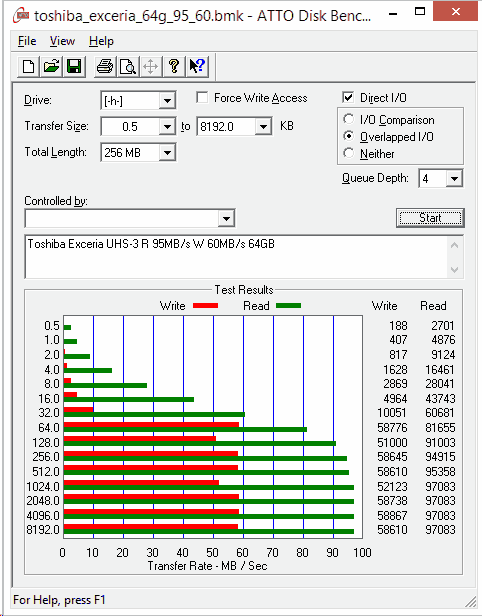 toshiba_exceria_64g_95_60.bmk - ATTO Disk Benc...
File View Help
Drive: [-h-] Force Write Access Direct I/O
Transfer Size: 0.5 to 8192.0 KB I/O Comparison
Overlapped I/O
Total Length: 256 MB Neither
Queue Depth: 4
Controlled by:
Start
Toshiba Exceria UHS-3 R 95MB/s W 60MB/s 64GB
Test Results
Write Read Write Read
0.5 188 2701
1.0 407 4876
2.0 817 9124
4.0 1628 16461
8.0 2869 28041
16.0 4964 43743
32.0 10051 60681
64.0 58776 81655
128.0 51000 91003
256.0 58645 94915
512.0 58610 95358
1024.0 52123 97083
2048.0 58738 97083
4096.0 58867 97083
8192.0 58610 97083
0 10 20 30 40 50 60 70 80 90 100
Transfer Rate - MB / Sec
For Help, press F1